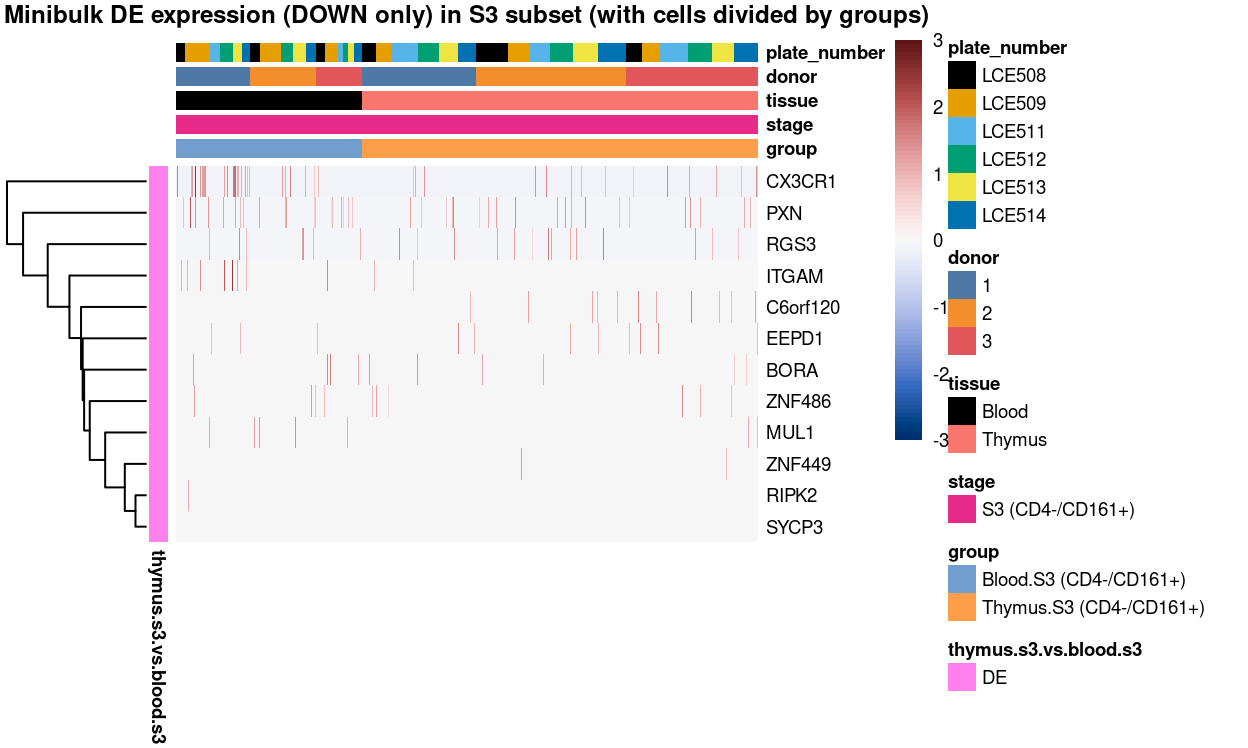 Minibulk DE expression (DOWN only) in S3 subset (with cells divided by groups)
plate_number
donor
tissue
stage
group
CX3CR1
PXN
RGS3
ITGAM
C6orf120
EEPD1
BORA
ZNF486
MUL1
ZNF449
RIPK2
SYCP3
thymus.s3.vs.blood.s3
3
2
1
0
-1
-2
-3
plate_number
LCE508
LCE509
LCE511
LCE512
LCE513
LCE514
donor
1
2
3
tissue
Blood
Thymus
stage
S3 (CD4-/CD161+)
group
Blood.S3 (CD4-/CD161+)
Thymus.S3 (CD4-/CD161+)
thymus.s3.vs.blood.s3
DE